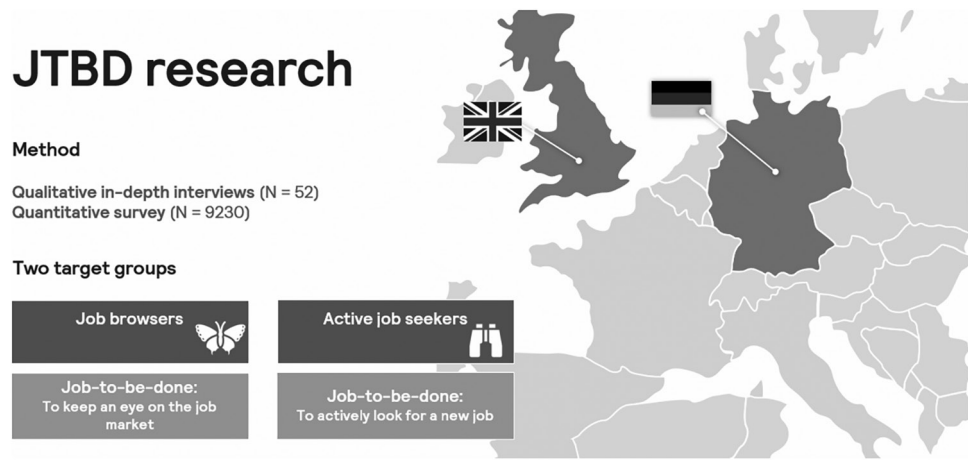 JTBD research
Method
Qualitative in-depth interviews (N = 52)
Quantitative survey (N = 9230)
Two target groups
Job browsers
Job-to-be-done:
To keep an eye on the job
market
Active job seekers
Job-to-be-done:
To actively look for a new job